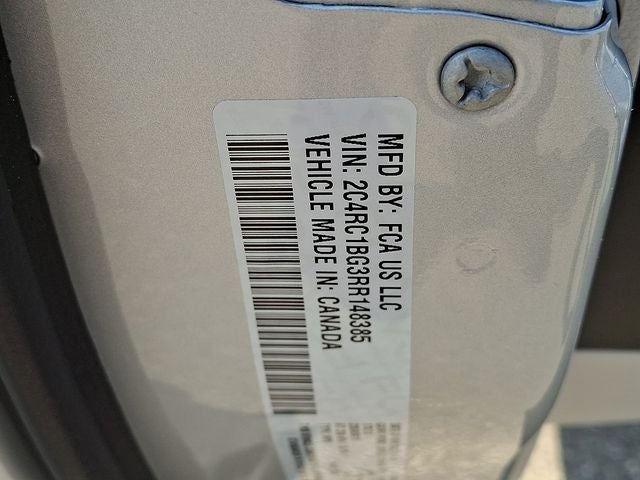 MFD BY: FCA US LLC
VIN: 2C4RC1BG3RR148385
VEHICLE MADE IN: CANADA